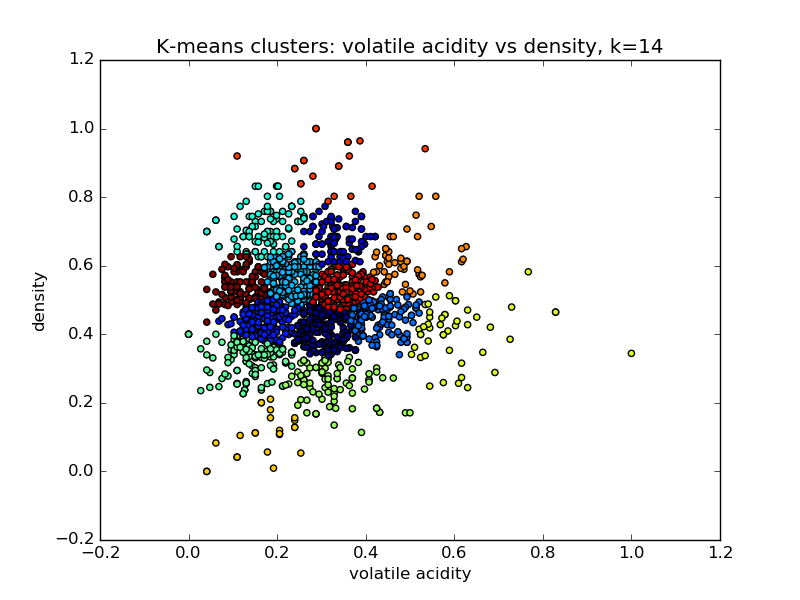 K-means clusters: volatile acidity vs density, k=14
1.2
1.0
0.8
0.6
0.4
0.2
0.0
−0.2
density
−0.2 0.0 0.2 0.4 0.6 0.8 1.0 1.2
volatile acidity